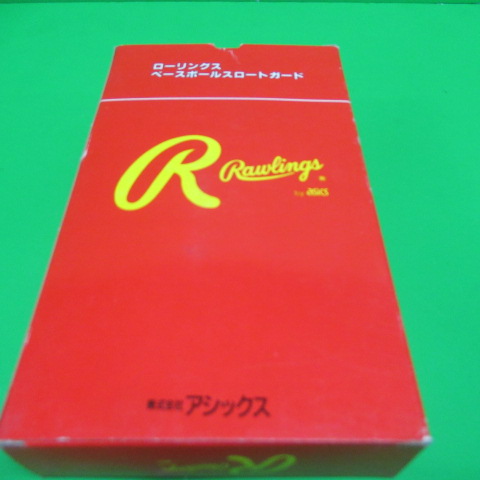 ローリングス
ベースボールスロートガード
R Rawlings ®
by asics
株式会社 アシックス